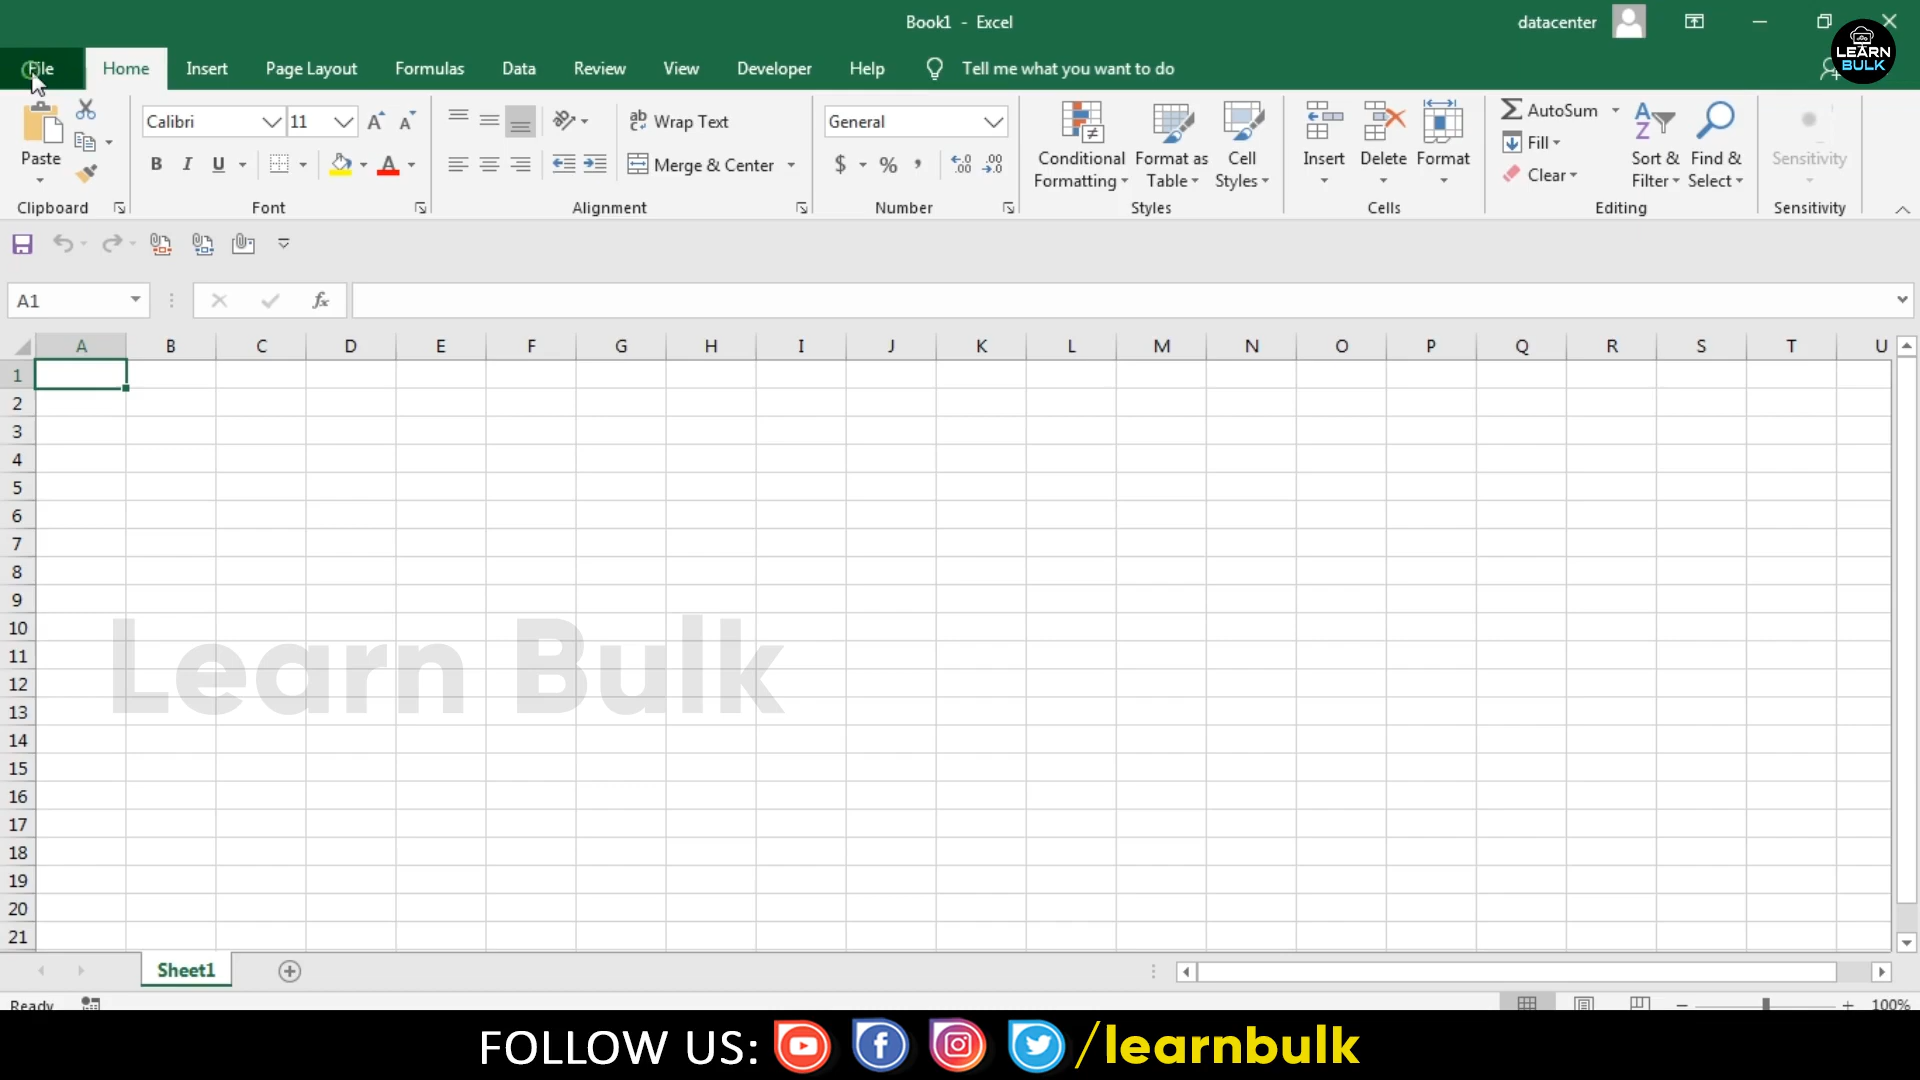 Book1 - Excel
datacenter
LEARN
BULK
File Home Insert Page Layout Formulas Data Review View Developer Help Tell me what you want to do
Calibri 11
ab Wrap Text
General
AutoSum
Fill
Clear
Paste
B I U
A
Merge & Center
$ % ,
Conditional
Formatting
Format as
Table
Cell
Styles
Insert
Delete
Format
Sort &
Filter
Find &
Select
Sensitivity
Clipboard Font Alignment Number Styles Cells Editing Sensitivity
A1
fx
A B C D E F G H I J K L M N O P Q R S T U
1
2
3
4
5
6
7
8
9
10
11
12
13
14
15
16
17
18
19
20
21
Learn Bulk
Sheet1
Ready
100%
FOLLOW US: /learnbulk